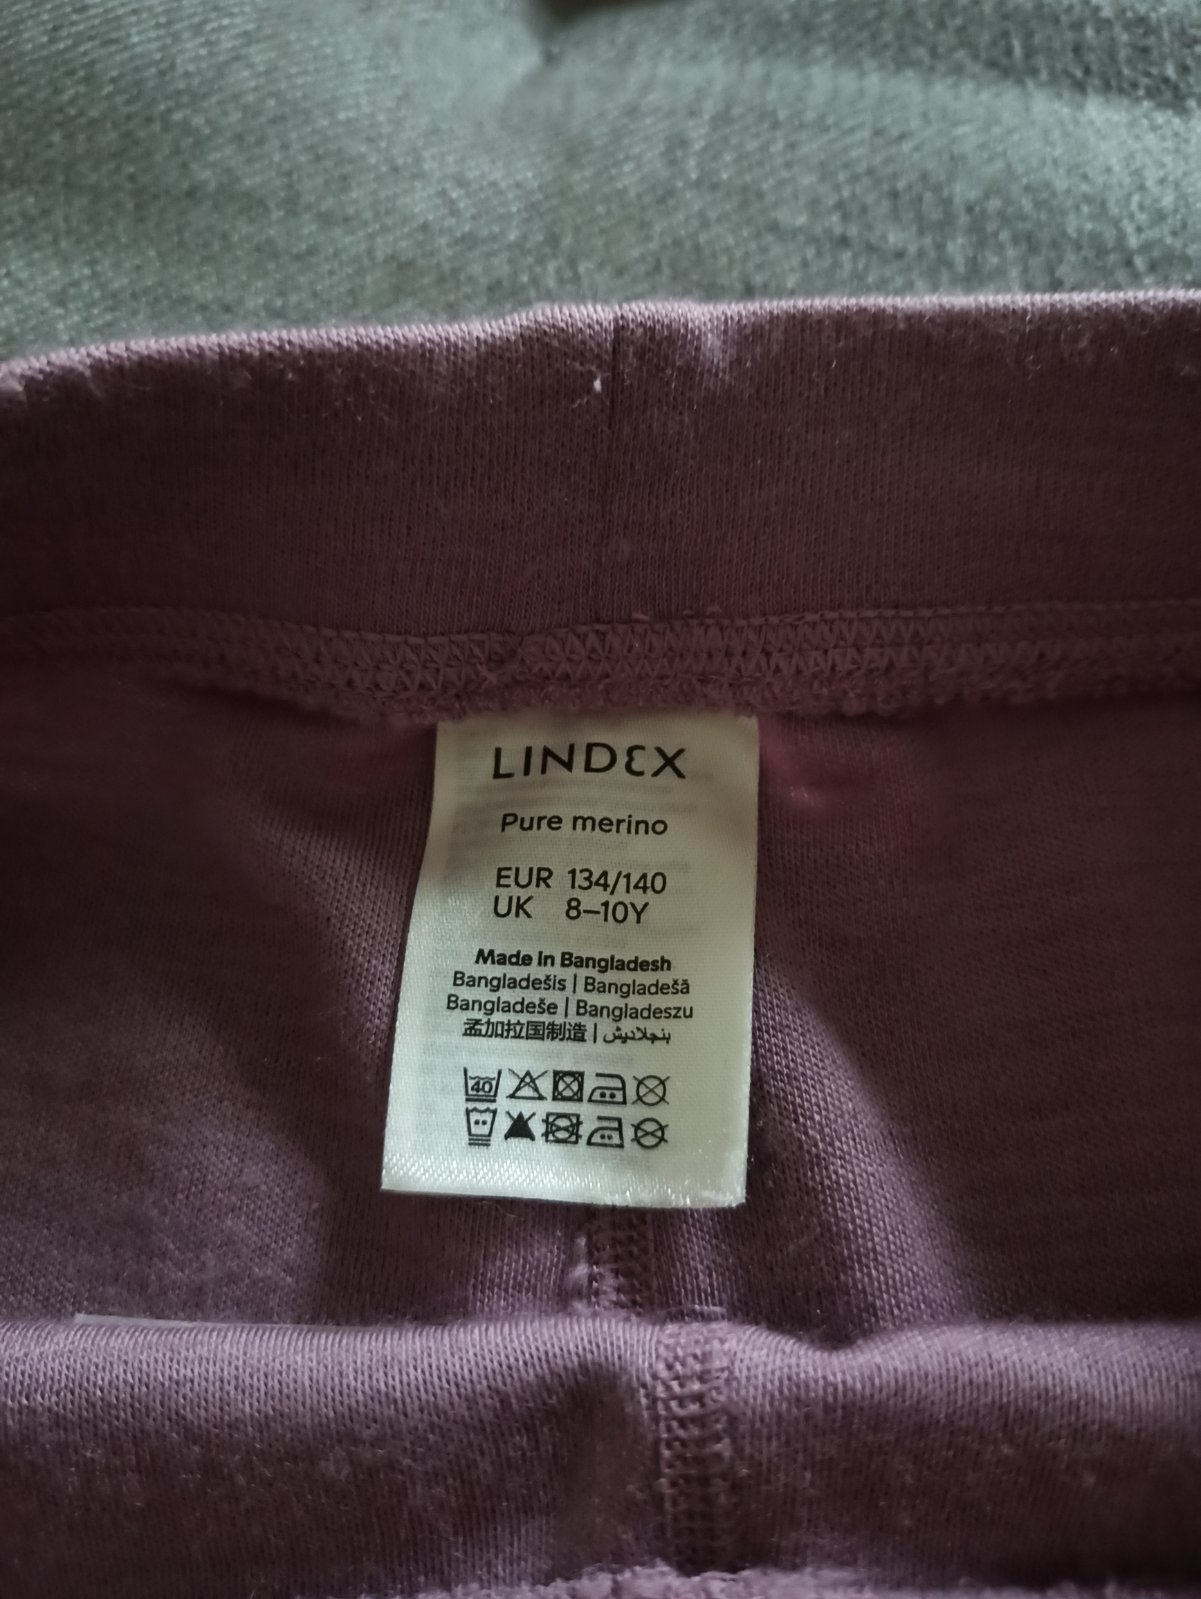 LINDEX
Pure merino
EUR 134/140
UK 8–10Y
Made in Bangladesh
Bangladešis | Bangladešā
Bangladeše | Bangladeszu
孟加拉国制造 | بنجلاديش
40